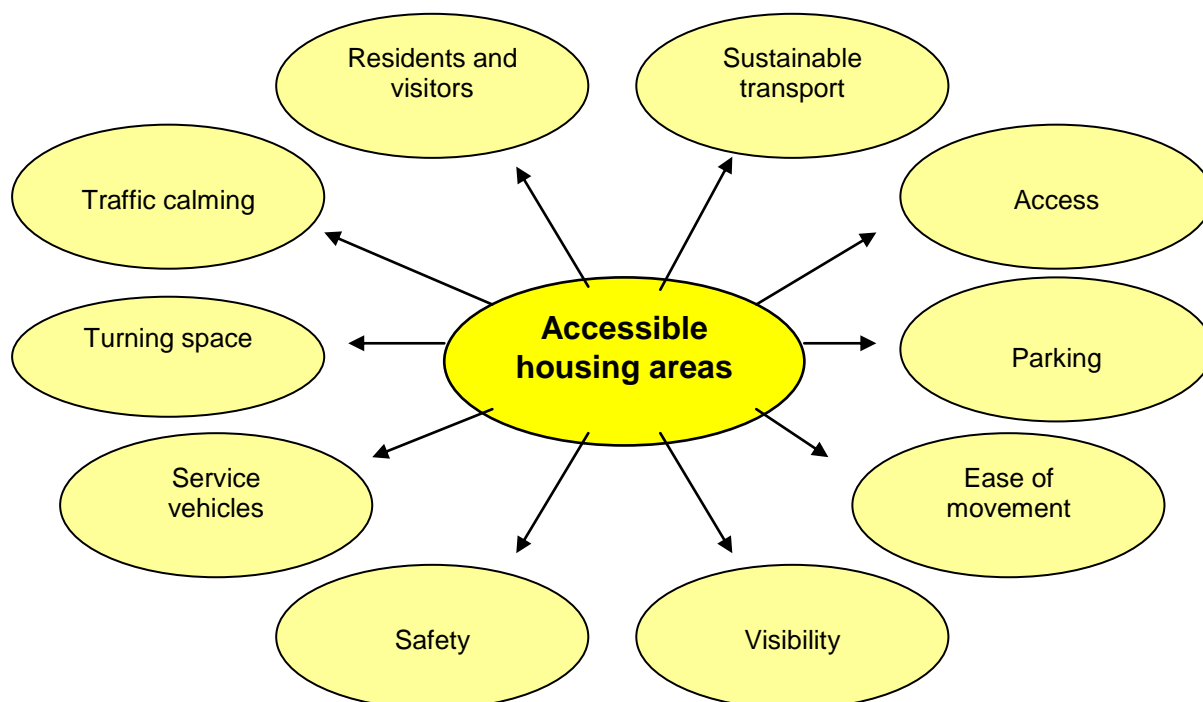 Residents and
visitors
Sustainable
transport
Traffic calming
Access
Accessible
housing areas
Turning space
Parking
Service
vehicles
Ease of
movement
Safety
Visibility